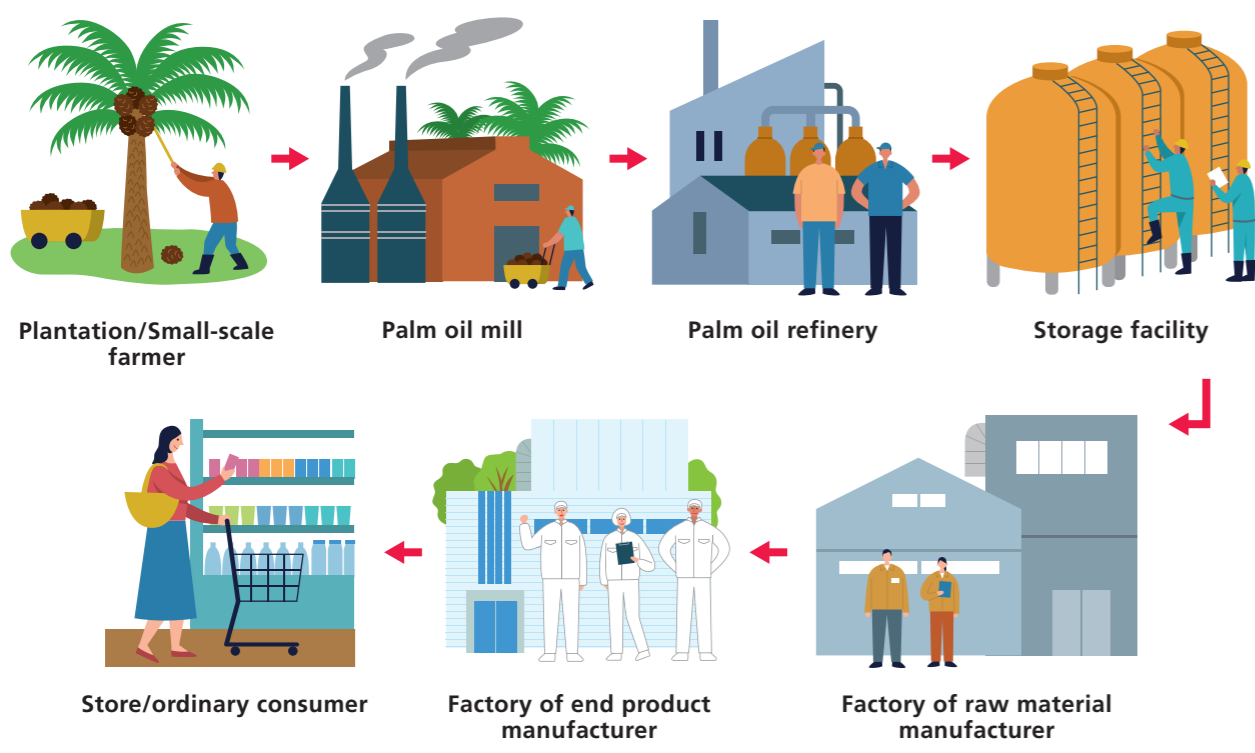 Plantation/Small-scale
farmer
Palm oil mill
Palm oil refinery
Storage facility
Store/ordinary consumer
Factory of end product
manufacturer
Factory of raw material
manufacturer